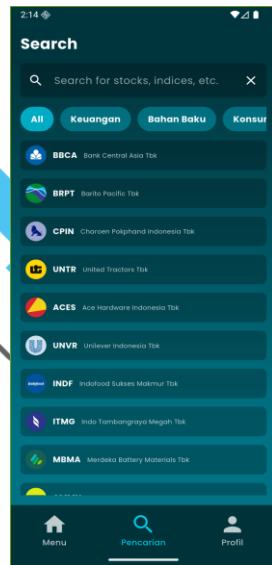 2:14
Search
Search for stocks, indices, etc.
All Keuangan Bahan Baku Konsur
BBCA Bank Central Asia Tbk
BRPT Barito Pacific Tbk
CPIN Charoen Pokphand Indonesia Tbk
UNTR United Tractors Tbk
ACES Ace Hardware Indonesia Tbk
UNVR Unilever Indonesia Tbk
INDF Indofood Sukses Makmur Tbk
ITMG Indo Tambangraya Megah Tbk
MBMA Merdeka Battery Materials Tbk
Menu Pencarian Profil